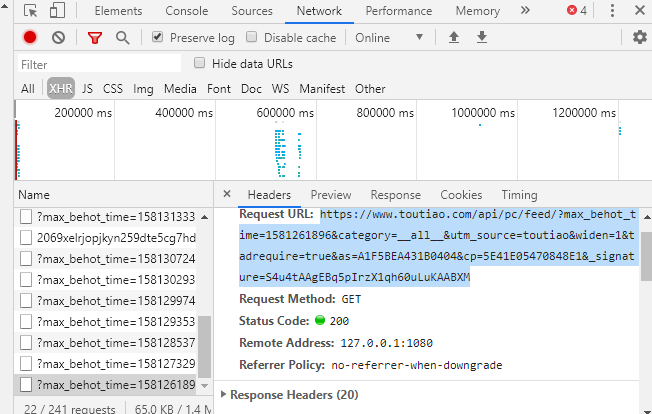 Elements Console Sources Network Performance Memory » 4
Preserve log Disable cache Online
Filter Hide data URLs
All XHR JS CSS Img Media Font Doc WS Manifest Other
200000 ms 400000 ms 600000 ms 800000 ms 1000000 ms 1200000 ms
Name
?max_behot_time=158131333
2069xelrjopjkyn259dte5cg7hd
?max_behot_time=158130724
?max_behot_time=158130293
?max_behot_time=158129974
?max_behot_time=158129353
?max_behot_time=158128537
?max_behot_time=158127329
?max_behot_time=158126189
22 / 241 requests 65.0 KB / 1.4 M
× Headers Preview Response Cookies Timing
Request URL: https://www.toutiao.com/api/pc/feed/?max_behot_t
ime=1581261896&category=__all__&utm_source=toutiao&widen=1&t
adrequire=true&as=A1F5BEA431B0404&cp=5E41E05470848E1&_signat
ure=S4u4tAAgEBq5pIrzX1qh60uLuKAABXM
Request Method: GET
Status Code: 200
Remote Address: 127.0.0.1:1080
Referrer Policy: no-referrer-when-downgrade
Response Headers (20)